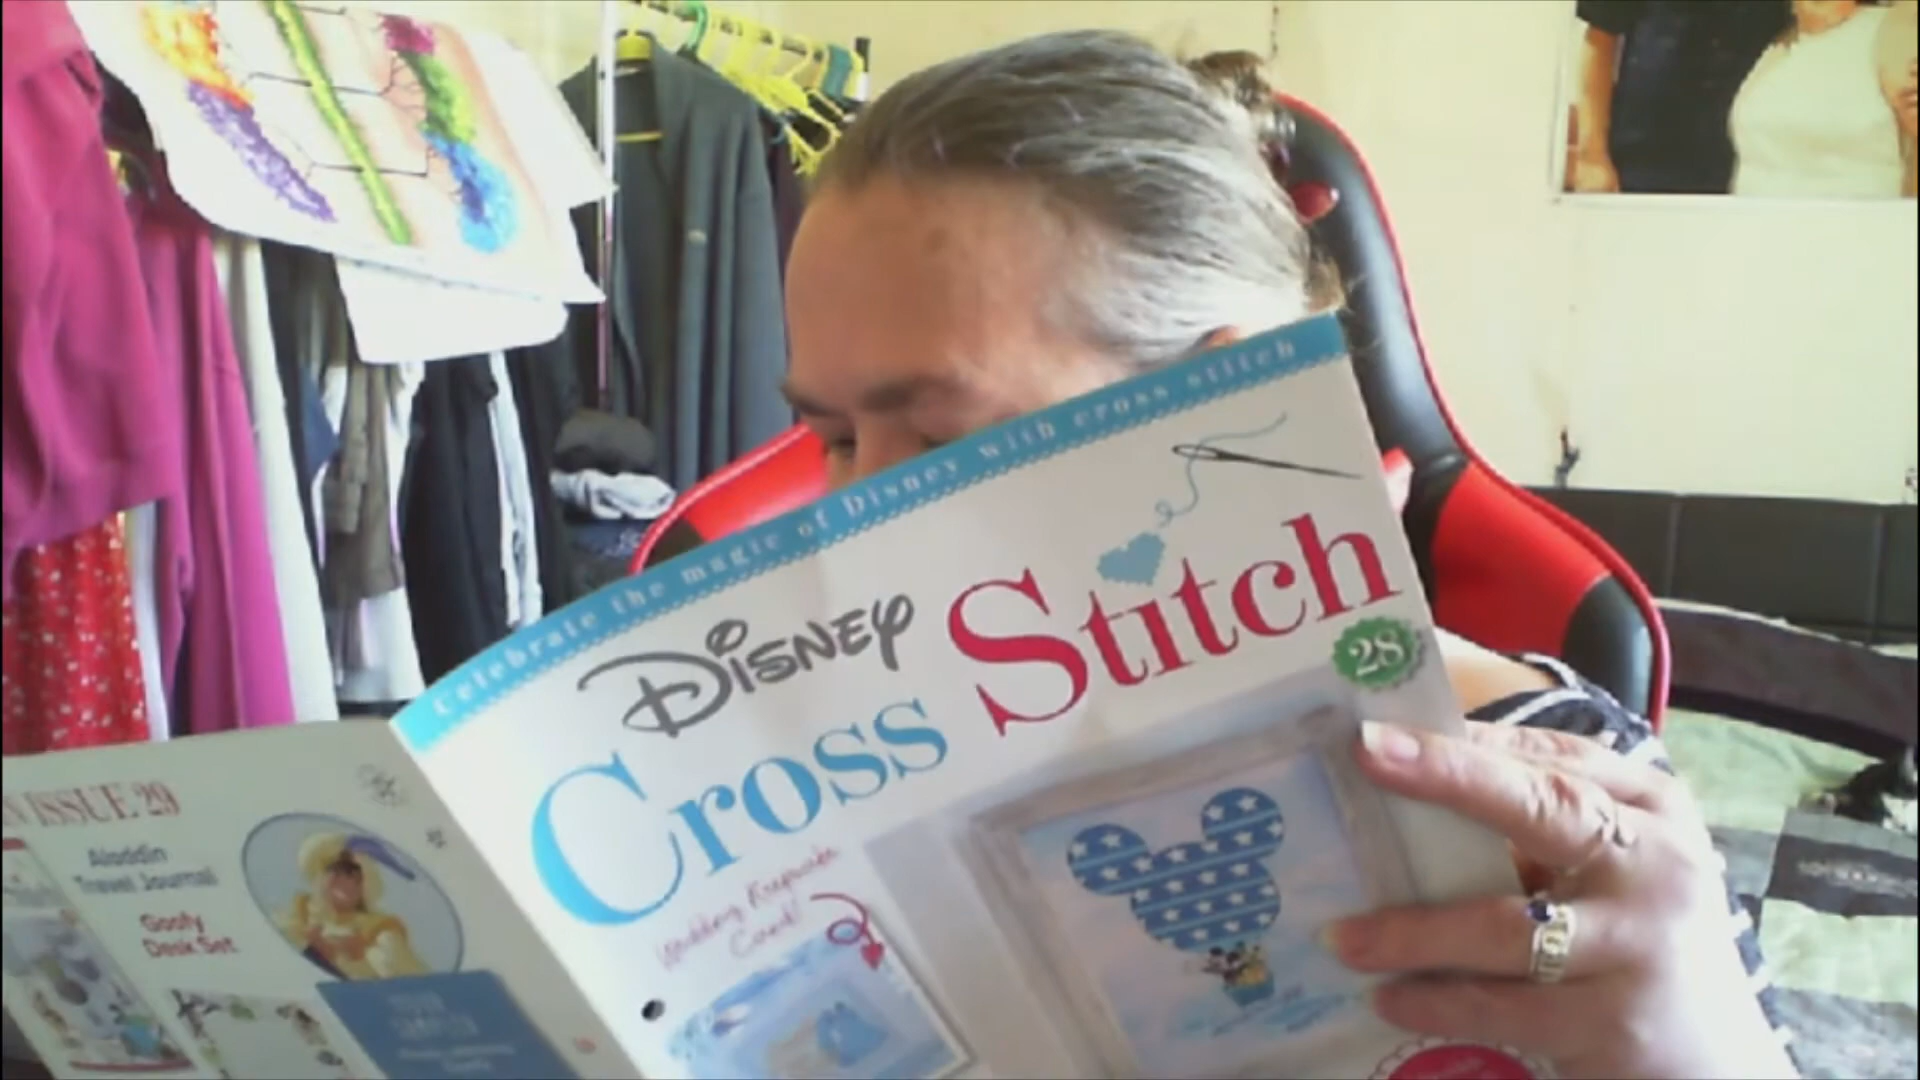 Celebrate the magic of Disney with cross stitch
Disney
Cross Stitch
28
Wedding Keepsake
Card!
ISSUE 29
Aladdin
Travel Journal
Goofy
Desk Set